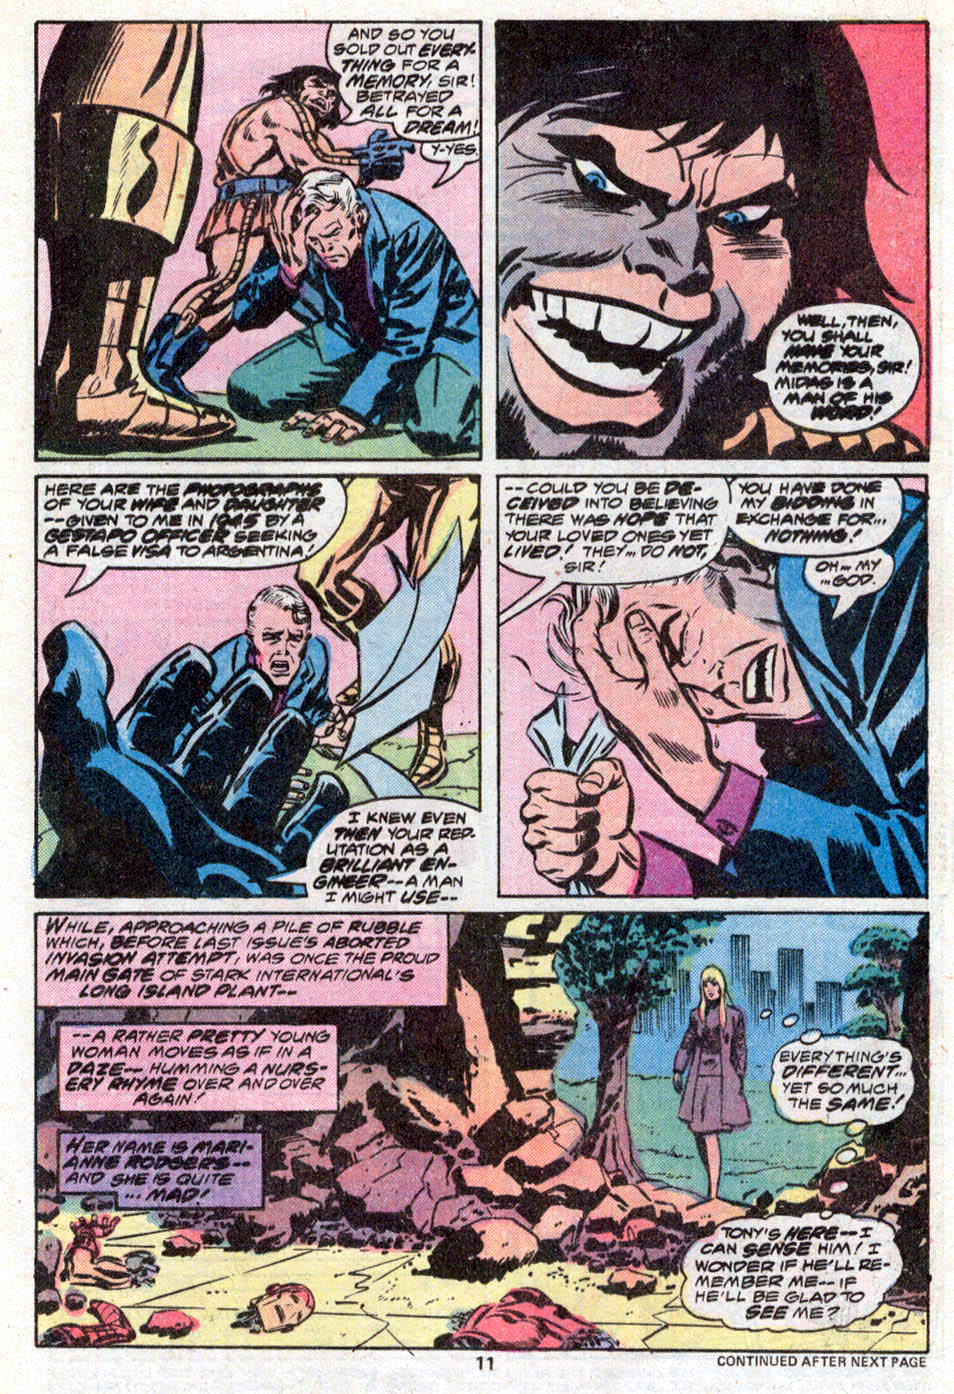 AND SO YOU
SOLD OUT EVERY-
THING FOR A
MEMORY, SIR!
BETRAYED
ALL FOR A
DREAM!
Y-YES.
WELL, THEN,
YOU SHALL
HAVE YOUR
MEMORIES, SIR!
MIDAS IS A
MAN OF HIS
WORD!
HERE ARE THE PHOTOGRAPHS
OF YOUR WIFE AND DAUGHTER
--GIVEN TO ME IN 1945 BY A
GESTAPO OFFICER SEEKING
A FALSE VISA TO ARGENTINA!
I KNEW EVEN
THEN YOUR REP-
UTATION AS A
BRILLIANT EN-
GINEER--A MAN
I MIGHT USE--
--COULD YOU BE DE-
CEIVED INTO BELIEVING
THERE WAS HOPE THAT
YOUR LOVED ONES YET
LIVED! THEY... DO NOT,
SIR!
YOU HAVE DONE
MY BIDDING IN
EXCHANGE FOR...
NOTHING!
OH... MY
...GOD.
WHILE, APPROACHING A PILE OF RUBBLE
WHICH, BEFORE LAST ISSUE'S ABORTED
INVASION ATTEMPT, WAS ONCE THE PROUD
MAIN GATE OF STARK INTERNATIONAL'S
LONG ISLAND PLANT--
--A RATHER PRETTY YOUNG
WOMAN MOVES AS IF IN A
DAZE-- HUMMING A NURS-
ERY RHYME OVER AND OVER
AGAIN!
HER NAME IS MARI-
ANNE RODGERS--
AND SHE IS QUITE
... MAD!
EVERYTHING'S
DIFFERENT...
YET SO MUCH
THE SAME!
TONY'S HERE--I
CAN SENSE HIM! I
WONDER IF HE'LL RE-
MEMBER ME--IF
HE'LL BE GLAD TO
SEE ME?
11
CONTINUED AFTER NEXT PAGE